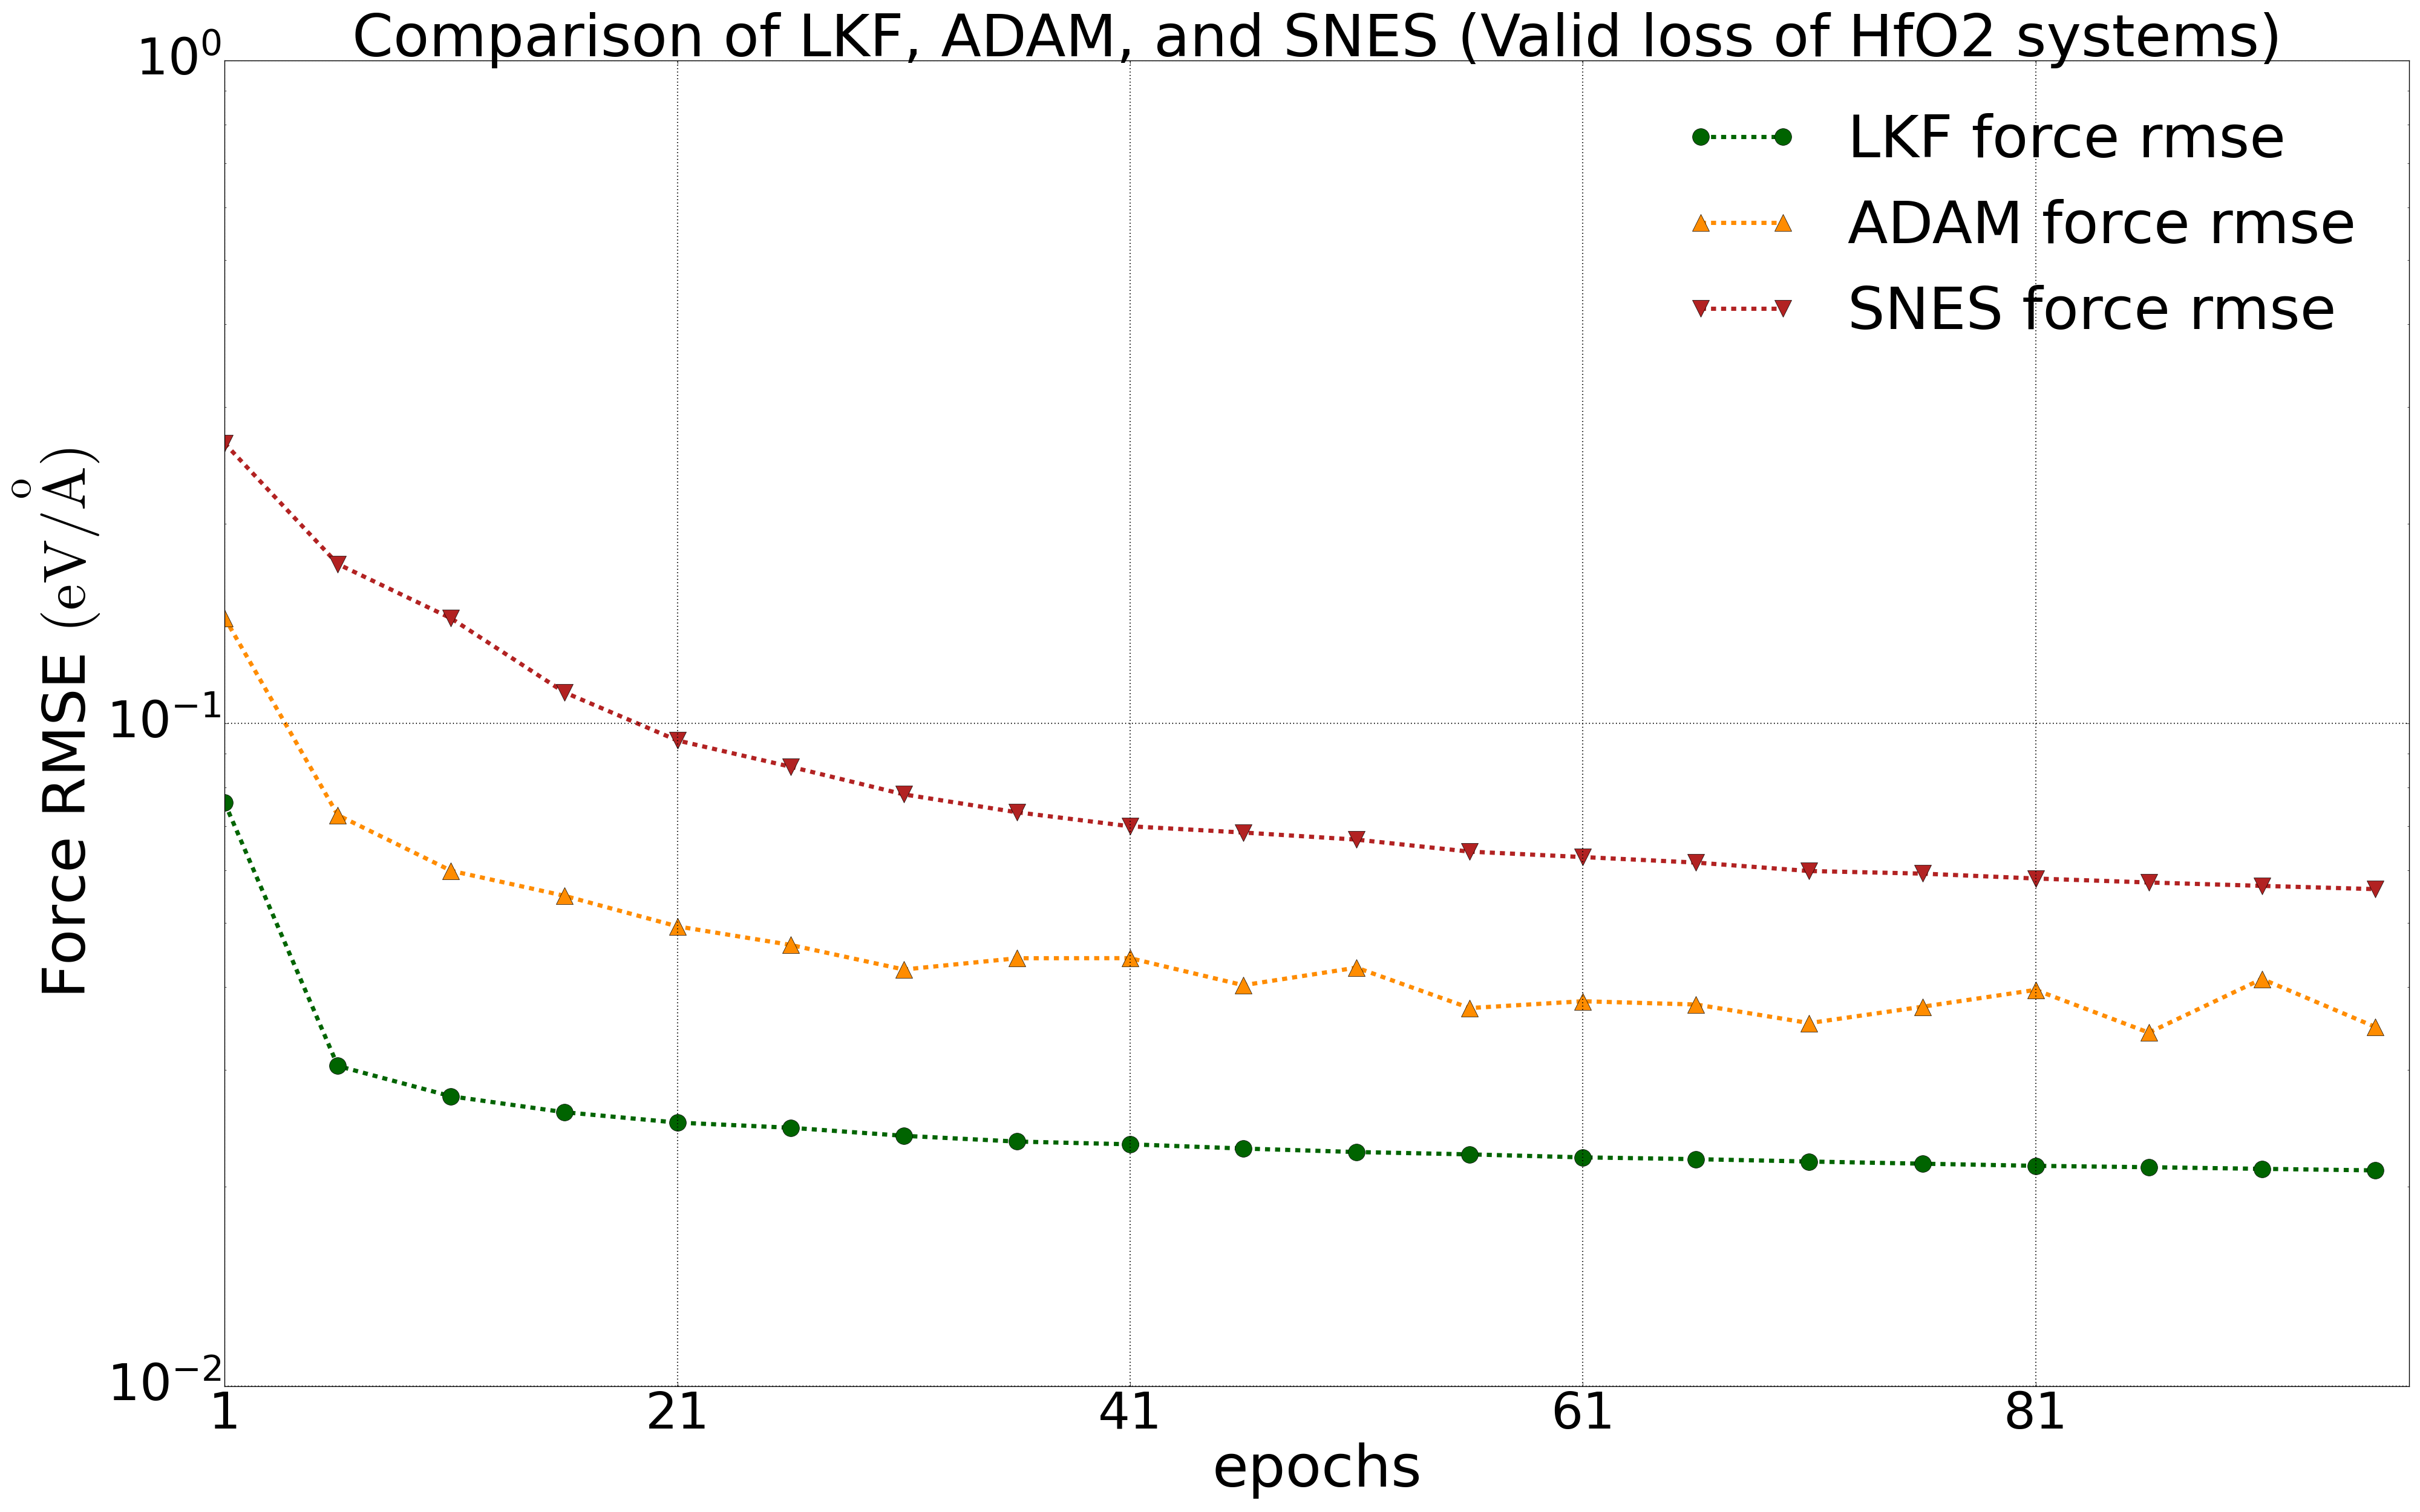 Comparison of LKF, ADAM, and SNES (Valid loss of HfO2 systems)
10⁰
LKF force rmse
ADAM force rmse
SNES force rmse
Force RMSE (eV/Å)
10⁻¹
10⁻²
1 21 41 61 81
epochs